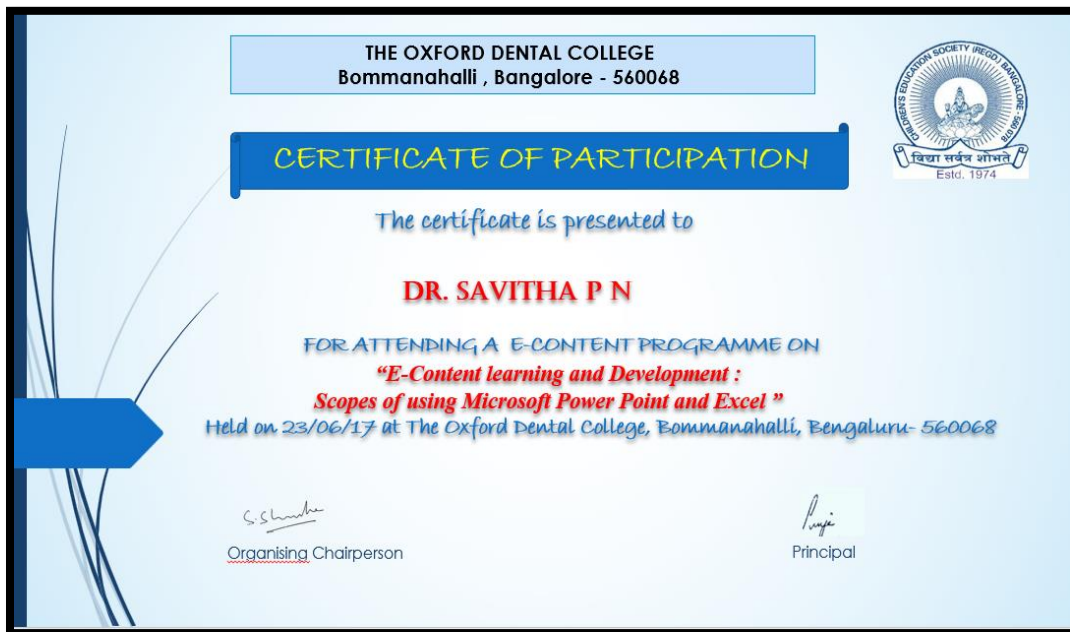 THE OXFORD DENTAL COLLEGE
Bommanahalli , Bangalore - 560068
CHILDREN'S EDUCATION SOCIETY (REGD.) BANGALORE - 560 078
विद्या सर्वत्र शोभते
Estd. 1974
CERTIFICATE OF PARTICIPATION
The certificate is presented to
DR. SAVITHA P N
FOR ATTENDING A E-CONTENT PROGRAMME ON
“E-Content learning and Development :
Scopes of using Microsoft Power Point and Excel ”
Held on 23/06/17 at The Oxford Dental College, Bommanahalli, Bengaluru- 560068
Organising Chairperson
Principal